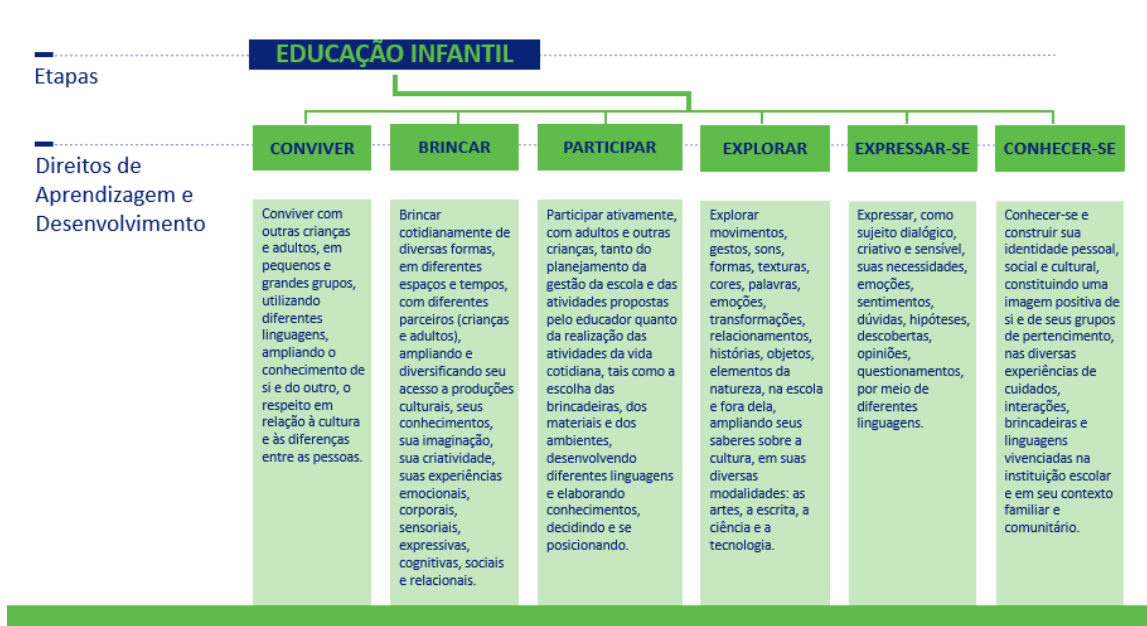 EDUCAÇÃO INFANTIL
Etapas
Direitos de
Aprendizagem e
Desenvolvimento
CONVIVER
BRINCAR
PARTICIPAR
EXPLORAR
EXPRESSAR-SE
CONHECER-SE
Conviver com
outras crianças
e adultos, em
pequenos e
grandes grupos,
utilizando
diferentes
linguagens,
ampliando o
conhecimento de
si e do outro, o
respeito em
relação à cultura
e às diferenças
entre as pessoas.
Brincar
cotidianamente de
diversas formas,
em diferentes
espaços e tempos,
com diferentes
parceiros (crianças
e adultos),
ampliando e
diversificando seu
acesso a produções
culturais, seus
conhecimentos,
sua imaginação,
sua criatividade,
suas experiências
emocionais,
corporais,
sensoriais,
expressivas,
cognitivas, sociais
e relacionais.
Participar ativamente,
com adultos e outras
crianças, tanto do
planejamento da
gestão da escola e das
atividades propostas
pelo educador quanto
da realização das
atividades da vida
cotidiana, tais como a
escolha das
brincadeiras, dos
materiais e dos
ambientes,
desenvolvendo
diferentes linguagens
e elaborando
conhecimentos,
decidindo e se
posicionando.
Explorar
movimentos,
gestos, sons,
formas, texturas,
cores, palavras,
emoções,
transformações,
relacionamentos,
histórias, objetos,
elementos da
natureza, na escola
e fora dela,
ampliando seus
saberes sobre a
cultura, em suas
diversas
modalidades: as
artes, a escrita, a
ciência e a
tecnologia.
Expressar, como
sujeito dialógico,
criativo e sensível,
suas necessidades,
emoções,
sentimentos,
dúvidas, hipóteses,
descobertas,
opiniões,
questionamentos,
por meio de
diferentes
linguagens.
Conhecer-se e
construir sua
identidade pessoal,
social e cultural,
constituindo uma
imagem positiva de
si e de seus grupos
de pertencimento,
nas diversas
experiências de
cuidados,
interações,
brincadeiras e
linguagens
vivenciadas na
instituição escolar
e em seu contexto
familiar e
comunitário.